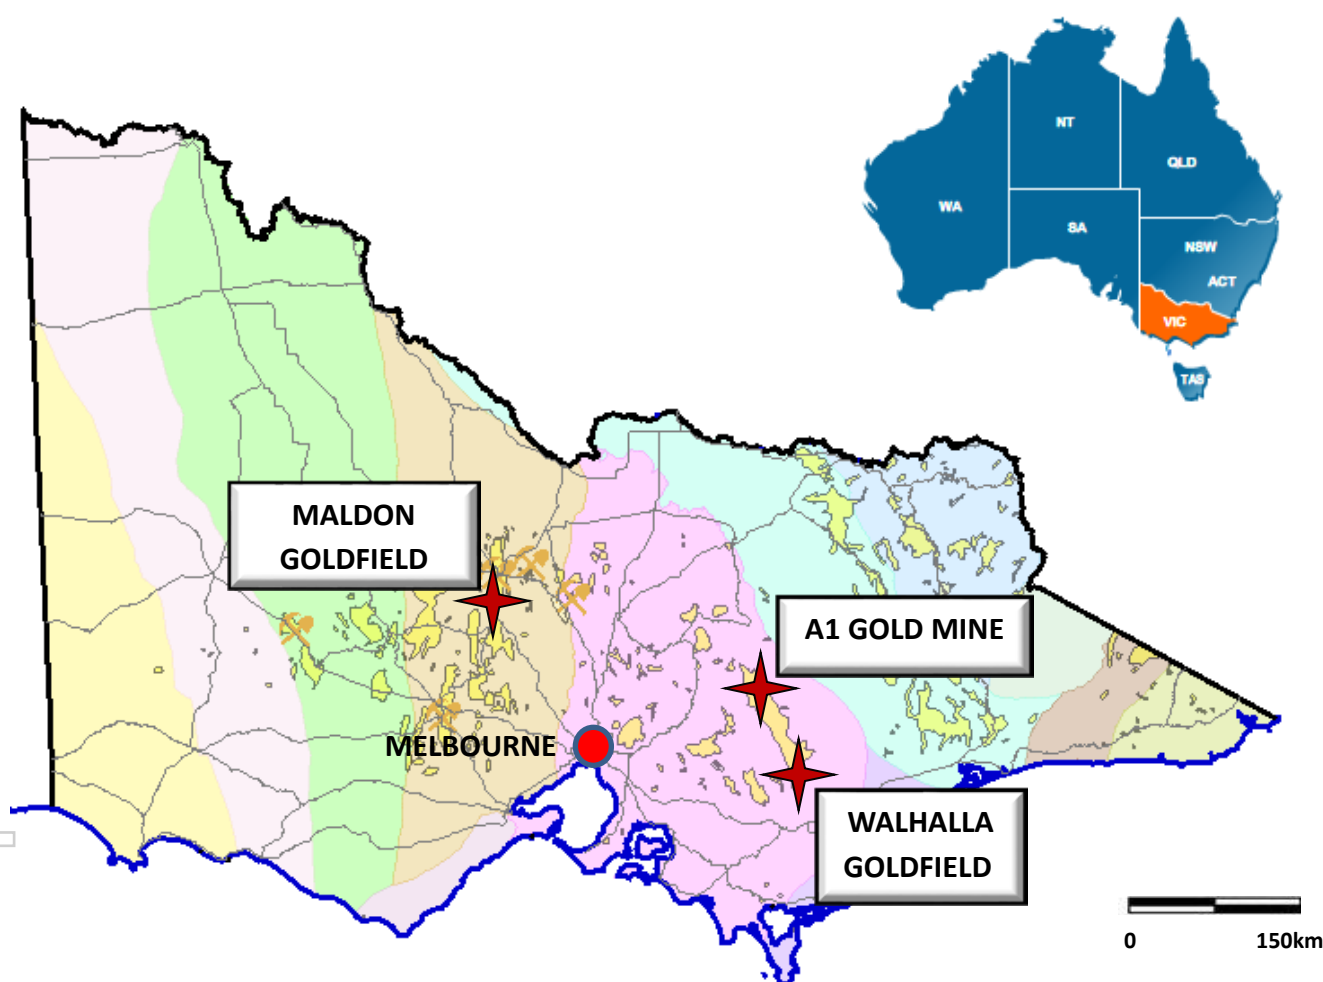 NT
QLD
WA
SA
NSW
ACT
VIC
TAS
MALDON
GOLDFIELD
A1 GOLD MINE
MELBOURNE
WALHALLA
GOLDFIELD
0 150km